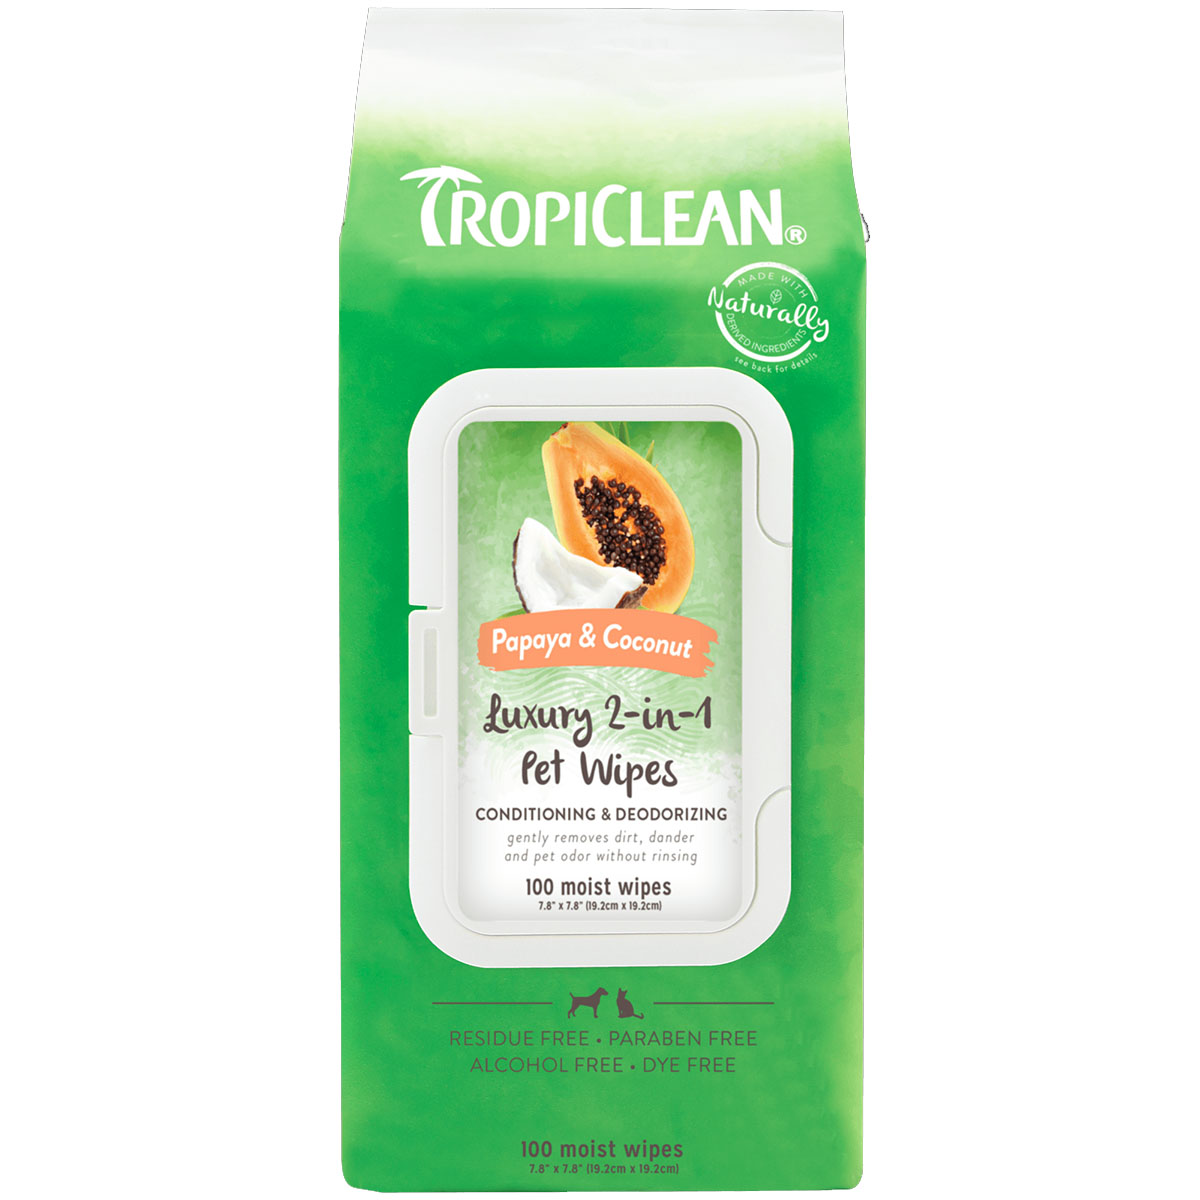 TROPICLEAN®
MADE WITH
Naturally
DERIVED INGREDIENTS
see back for details
Papaya & Coconut
Luxury 2-in-1
Pet Wipes
CONDITIONING & DEODORIZING
gently removes dirt, dander
and pet odor without rinsing
100 moist wipes
7.8" x 7.8" (19.2cm x 19.2cm)
RESIDUE FREE • PARABEN FREE
ALCOHOL FREE • DYE FREE
100 moist wipes
7.8" x 7.8" (19.2cm x 19.2cm)